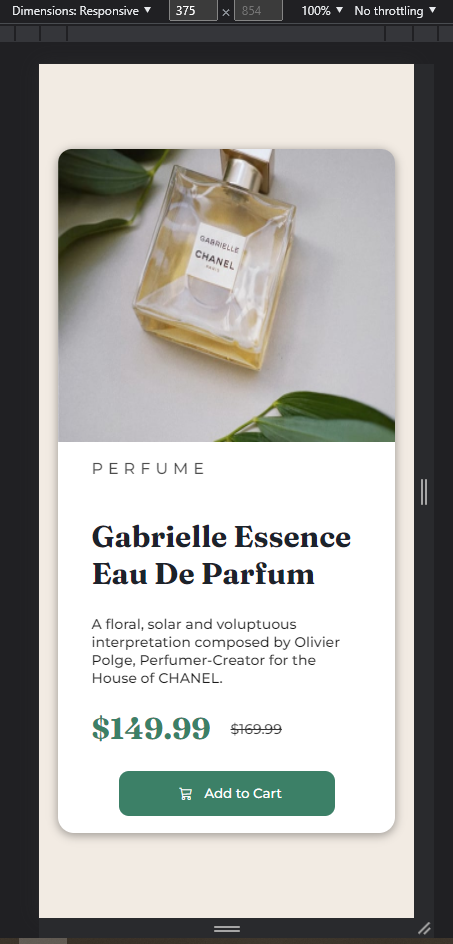 Dimensions: Responsive ▼ 375 × 854 100% ▼ No throttling ▼
GABRIELLE
CHANEL
PARIS
PERFUME
Gabrielle Essence
Eau De Parfum
A floral, solar and voluptuous
interpretation composed by Olivier
Polge, Perfumer-Creator for the
House of CHANEL.
$149.99 $169.99
Add to Cart